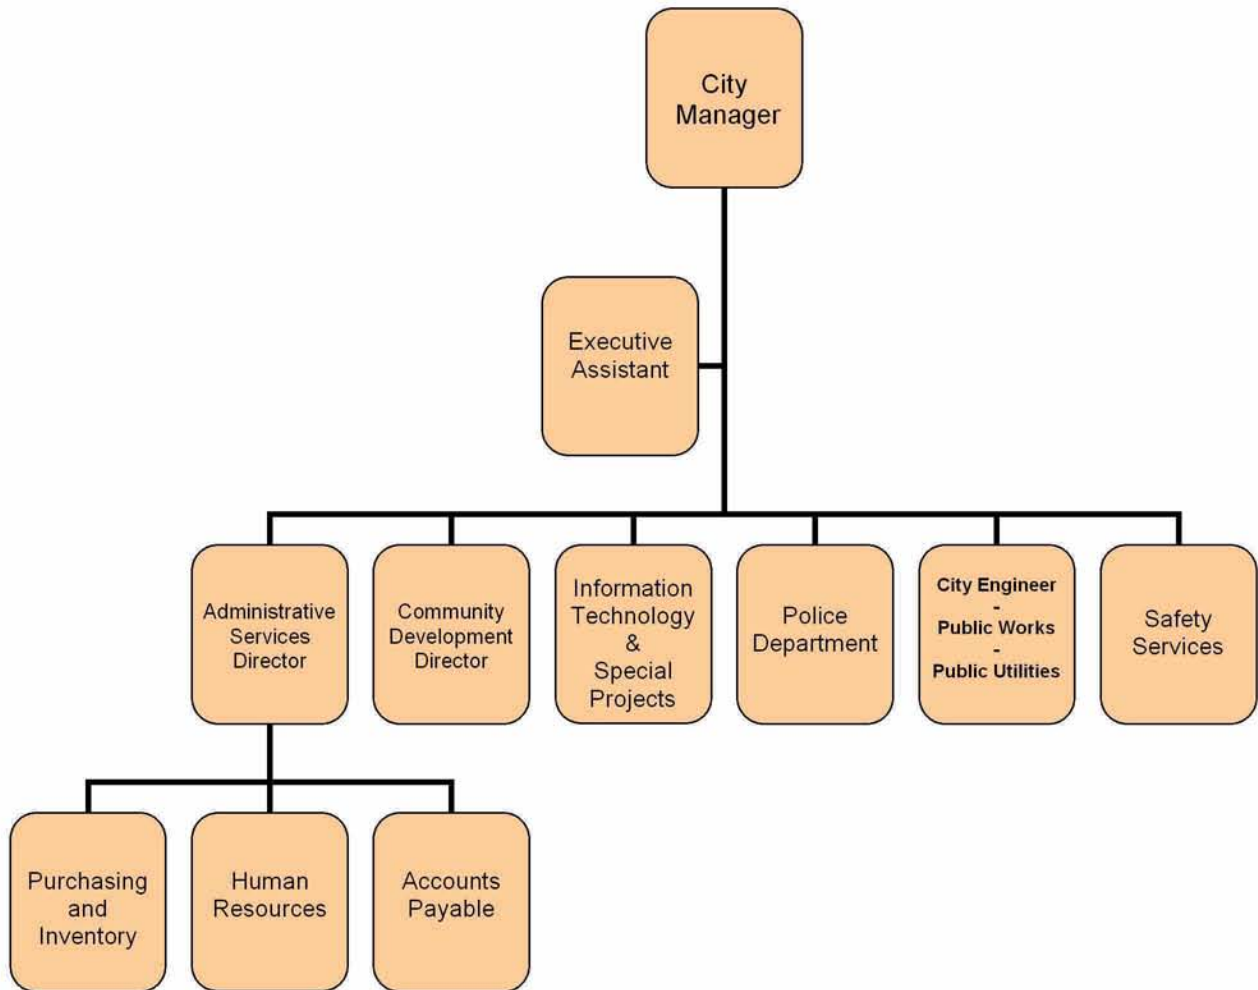 City
Manager
Executive
Assistant
Administrative
Services
Director
Community
Development
Director
Information
Technology
&
Special
Projects
Police
Department
City Engineer
-
Public Works
-
Public Utilities
Safety
Services
Purchasing
and
Inventory
Human
Resources
Accounts
Payable